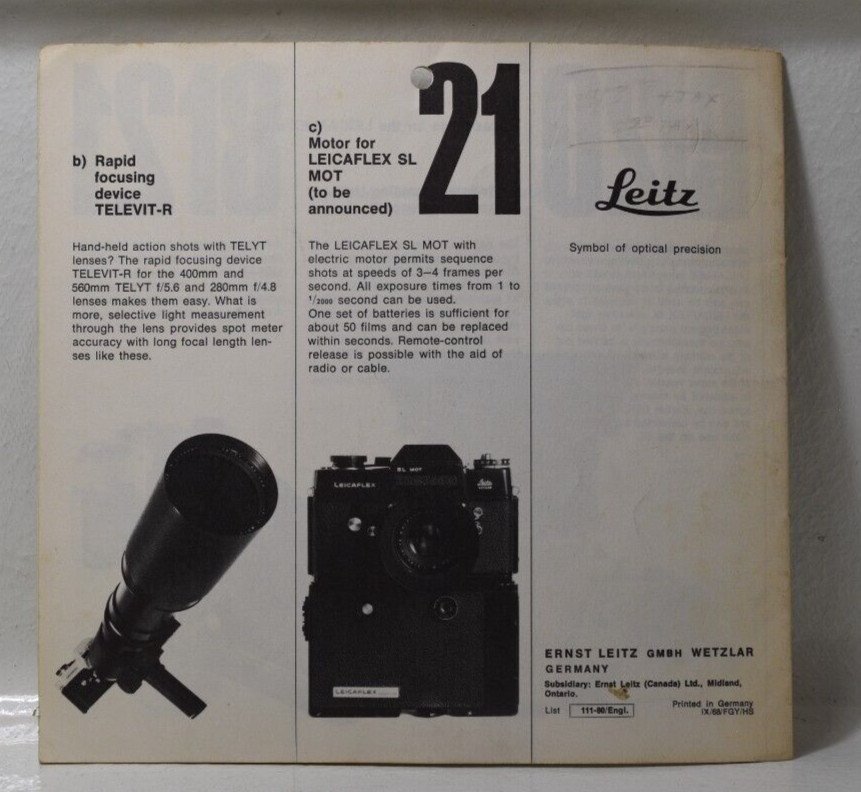 b) Rapid
focusing
device
TELEVIT-R
Hand-held action shots with TELYT
lenses? The rapid focusing device
TELEVIT-R for the 400mm and
560mm TELYT f/5.6 and 280mm f/4.8
lenses makes them easy. What is
more, selective light measurement
through the lens provides spot meter
accuracy with long focal length len-
ses like these.
21
c)
Motor for
LEICAFLEX SL
MOT
(to be
announced)
The LEICAFLEX SL MOT with
electric motor permits sequence
shots at speeds of 3—4 frames per
second. All exposure times from 1 to
1/2000 second can be used.
One set of batteries is sufficient for
about 50 films and can be replaced
within seconds. Remote-control
release is possible with the aid of
radio or cable.
SL MOT
LEICAFLEX
Leitz
LEICAFLEX
Leitz
Symbol of optical precision
ERNST LEITZ GMBH WETZLAR
GERMANY
Subsidiary: Ernst Leitz (Canada) Ltd., Midland,
Ontario.
List 111-90/Engl.
Printed in Germany
IX/68/FGY/HS